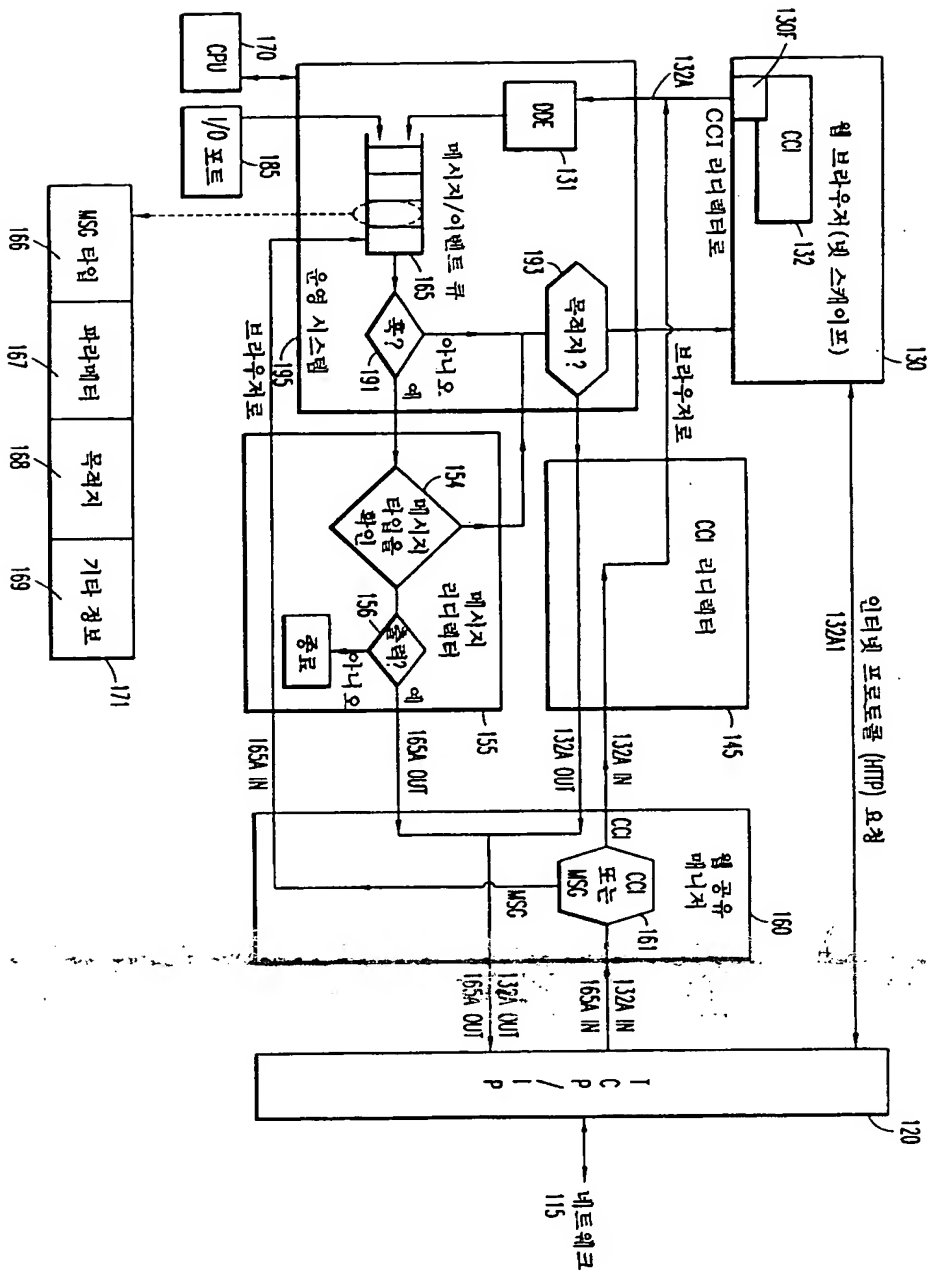 130F
CCI
132
웹 브라우저(넷 스케이프)
130
132A
CCI 리디렉터로
인터넷 프로토콜 (HTTP) 요청
132A1
170
CPU
I/O 포트
185
DDE
131
메시지/이벤트 큐
165
혹?
191
아니요
예
목적지?
193
운영 시스템
195
브라우저로
브라우저로
154
메시지
타입을
확인
156
출력?
아니요
예
종료
메시지
리디렉터
155
CCI 리디렉터
145
165A IN
165A OUT
132A OUT
132A IN
CCI
MSG
CCI
또는
MSG
161
웹 공유
매니저
160
165A OUT
132A OUT
165A IN
132A IN
TCP/IP
120
네트웨크
115
MSG 타입
파라메터
목적지
기타 정보
166
167
168
169
171